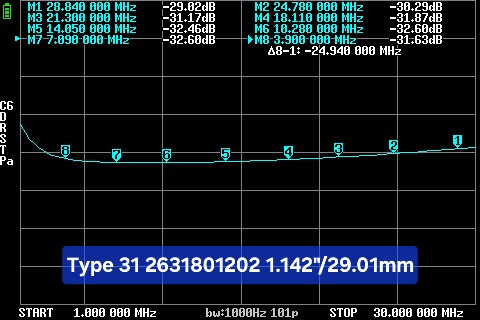 M1 28.840 000 MHz -29.02dB M2 24.780 000 MHz -30.29dB
M3 21.300 000 MHz -31.17dB M4 18.110 000 MHz -31.87dB
M5 14.050 000 MHz -32.46dB M6 10.280 000 MHz -32.60dB
M7 7.090 000 MHz -32.60dB M8 3.900 000 MHz -31.63dB
Δ8-1: -24.940 000 MHz
C6
D
R
S
T
Pa
8 7 6 5 4 3 2 1
Type 31 2631801202 1.142"/29.01mm
START 1.000 000 MHz bw:1000Hz 101p STOP 30.000 000 MHz